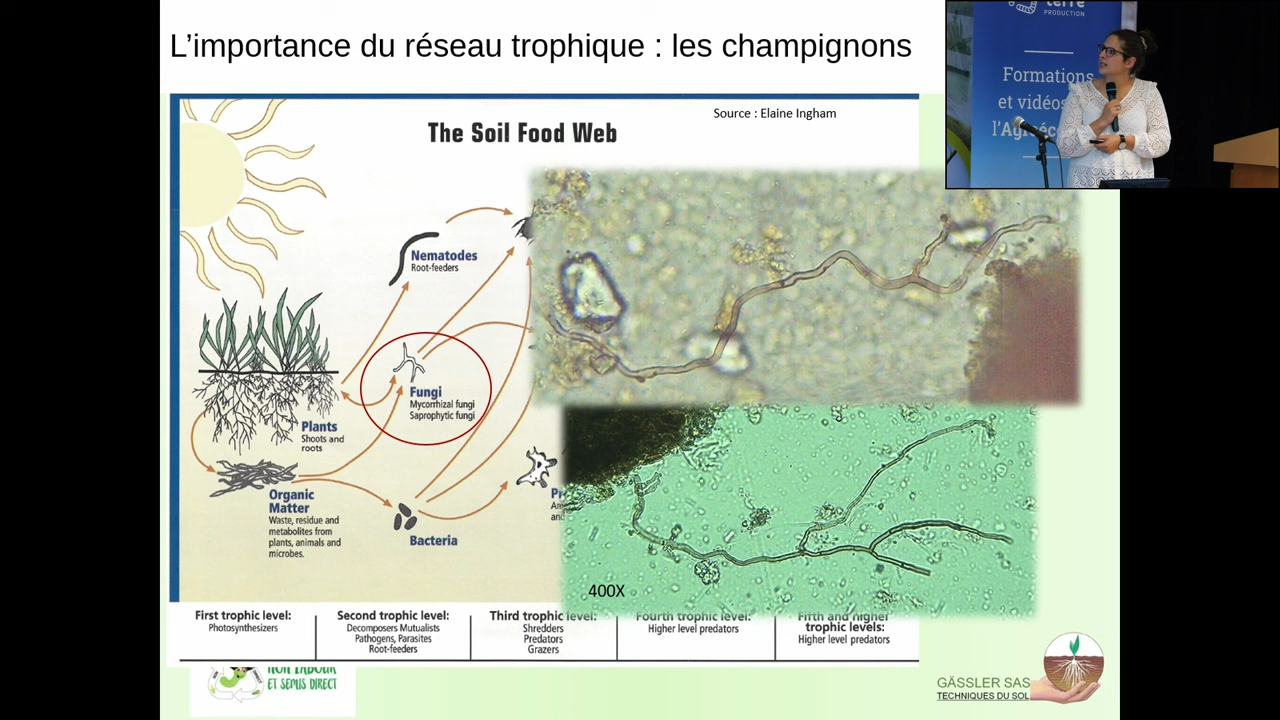 L'importance du réseau trophique : les champignons
terre
PRODUCTION
Formations
et vidéos
Source : Elaine Ingham
The Soil Food Web
Nematodes
Root-feeders
Fungi
Mycorrhizal fungi
Saprophytic fungi
Plants
Shoots and
roots
Organic
Matter
Waste, residue and
metabolites from
plants, animals and
microbes.
Bacteria
400X
First trophic level:
Photosynthesizers
Second trophic level:
Decomposers Mutualists
Pathogens, Parasites
Root-feeders
Third trophic level:
Shredders
Predators
Grazers
Fourth trophic level:
Higher level predators
Fifth and higher
trophic levels:
Higher level predators
NON LABOUR
ET SEMIS DIRECT
GÄSSLER SAS
TECHNIQUES DU SOL